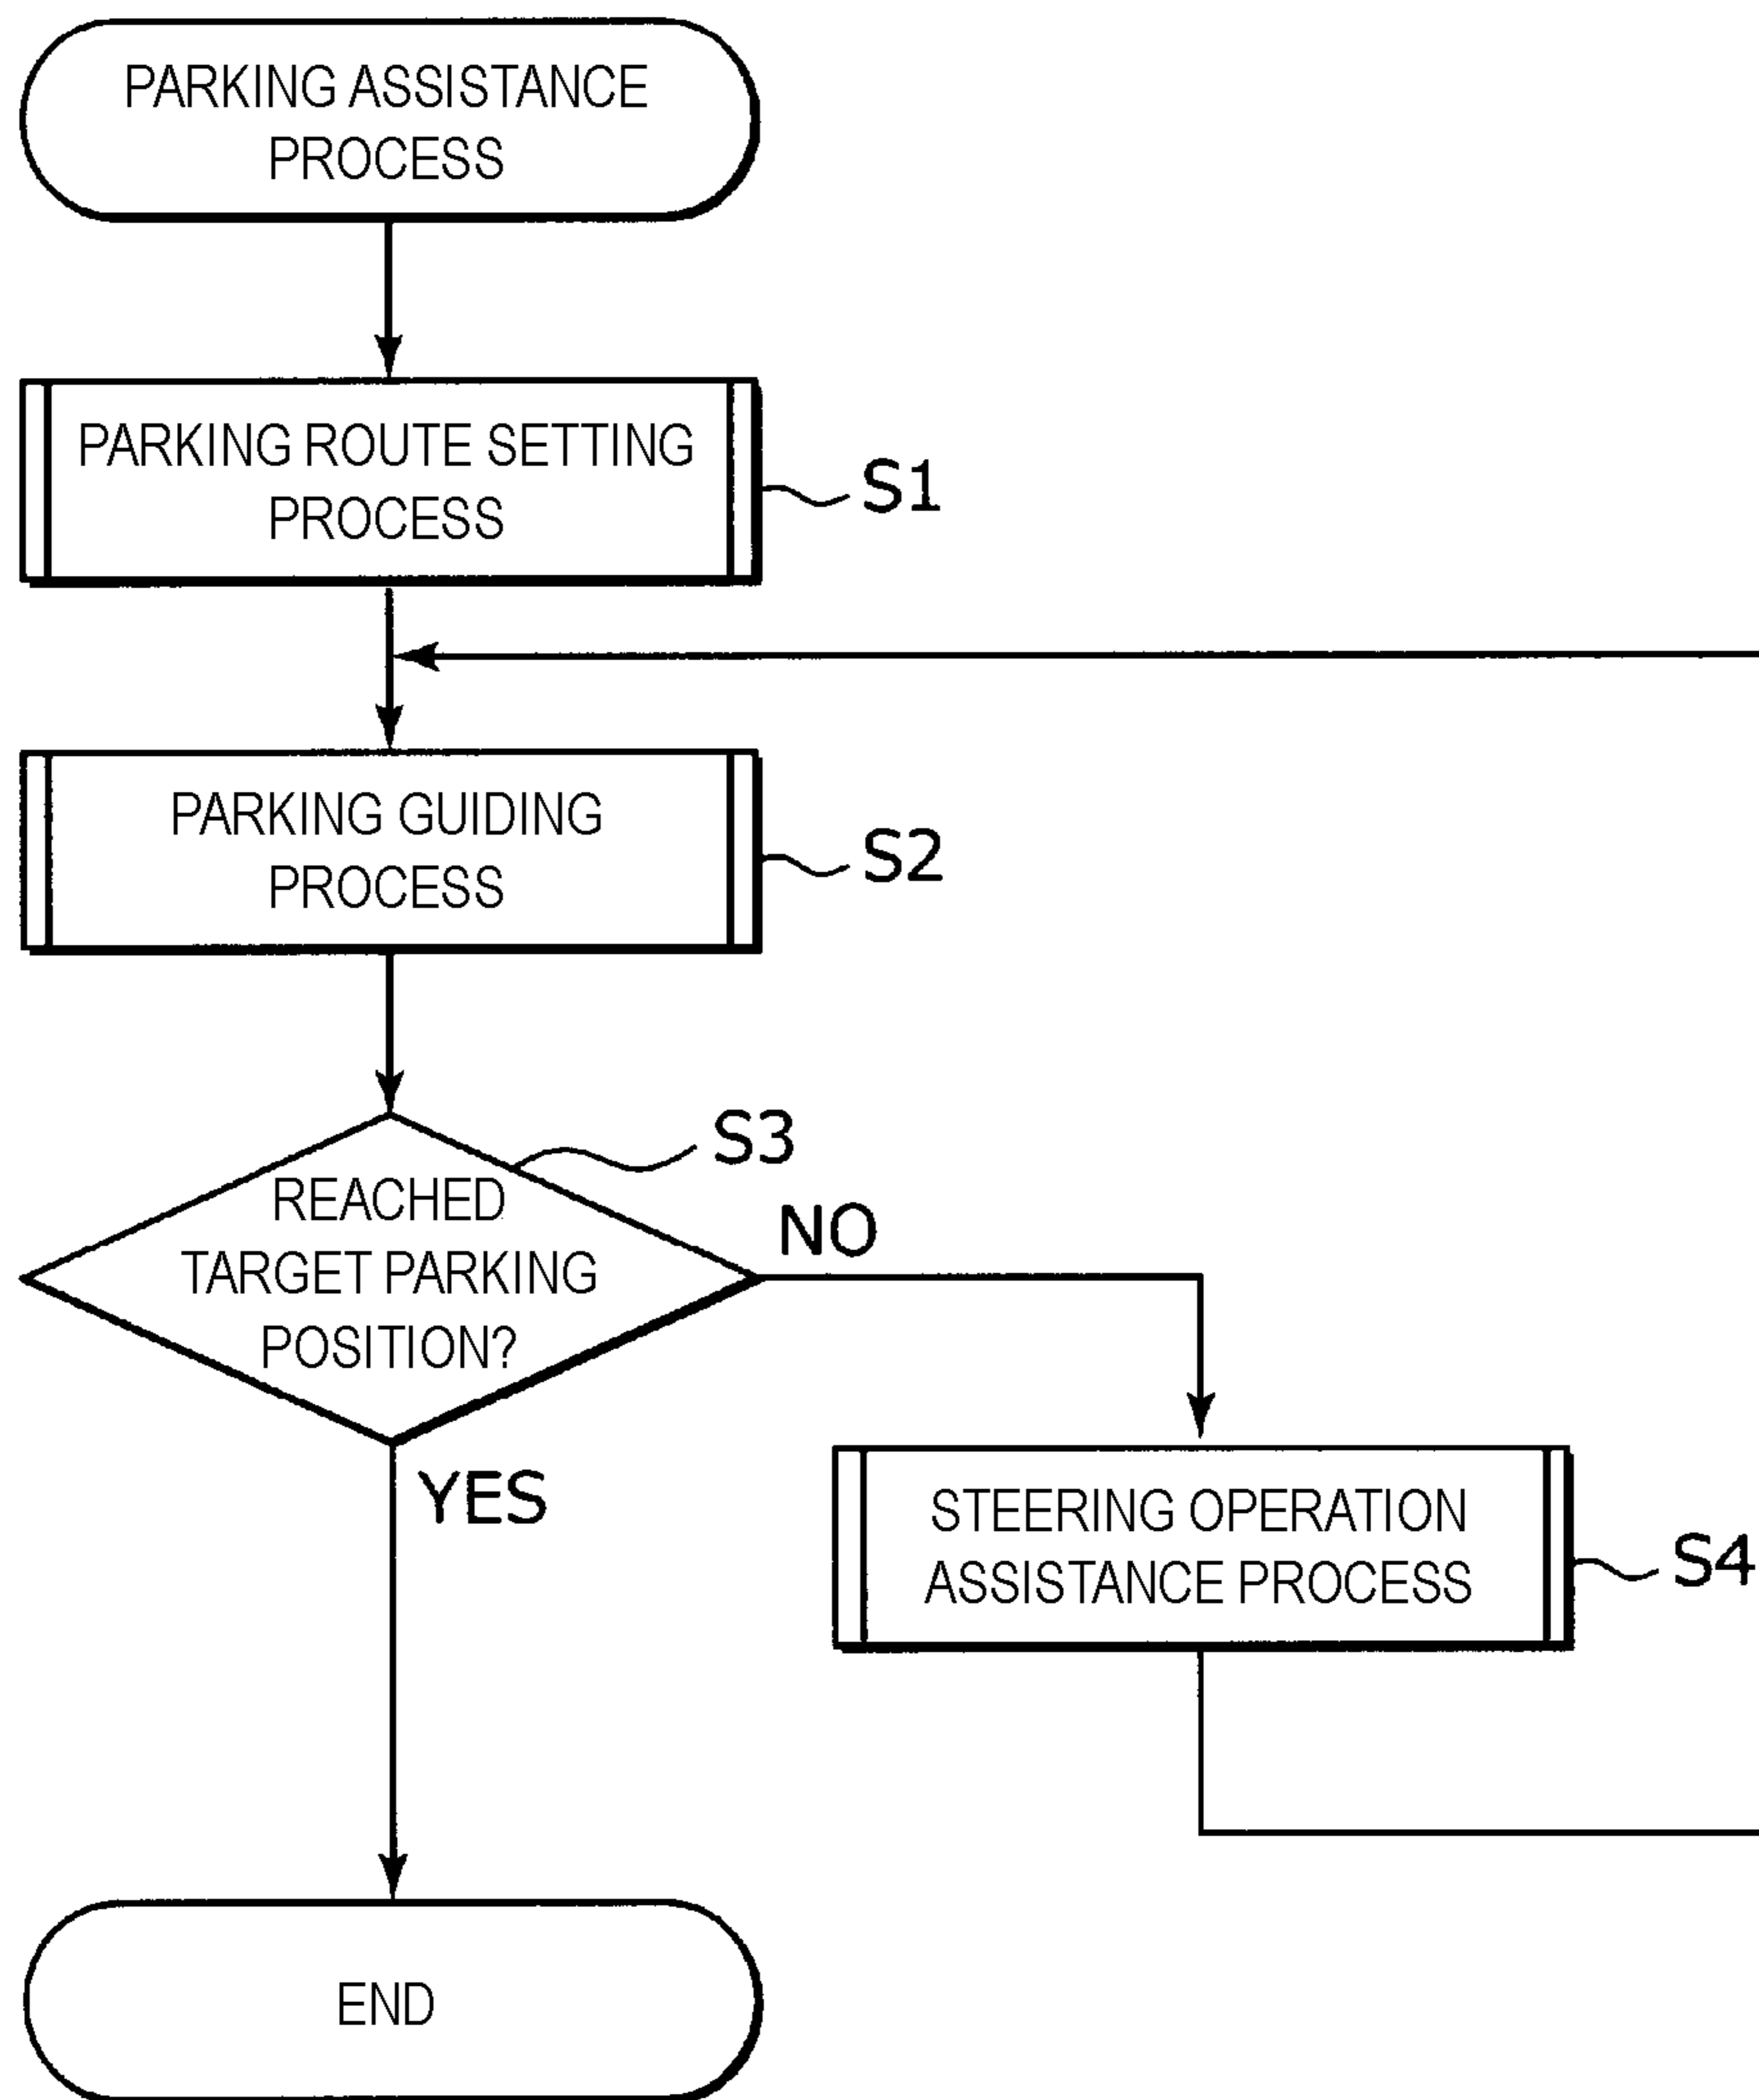 PARKING ASSISTANCE
PROCESS
PARKING ROUTE SETTING
PROCESS
S1
PARKING GUIDING
PROCESS
S2
S3
REACHED
TARGET PARKING
POSITION?
NO
YES
STEERING OPERATION
ASSISTANCE PROCESS
S4
END